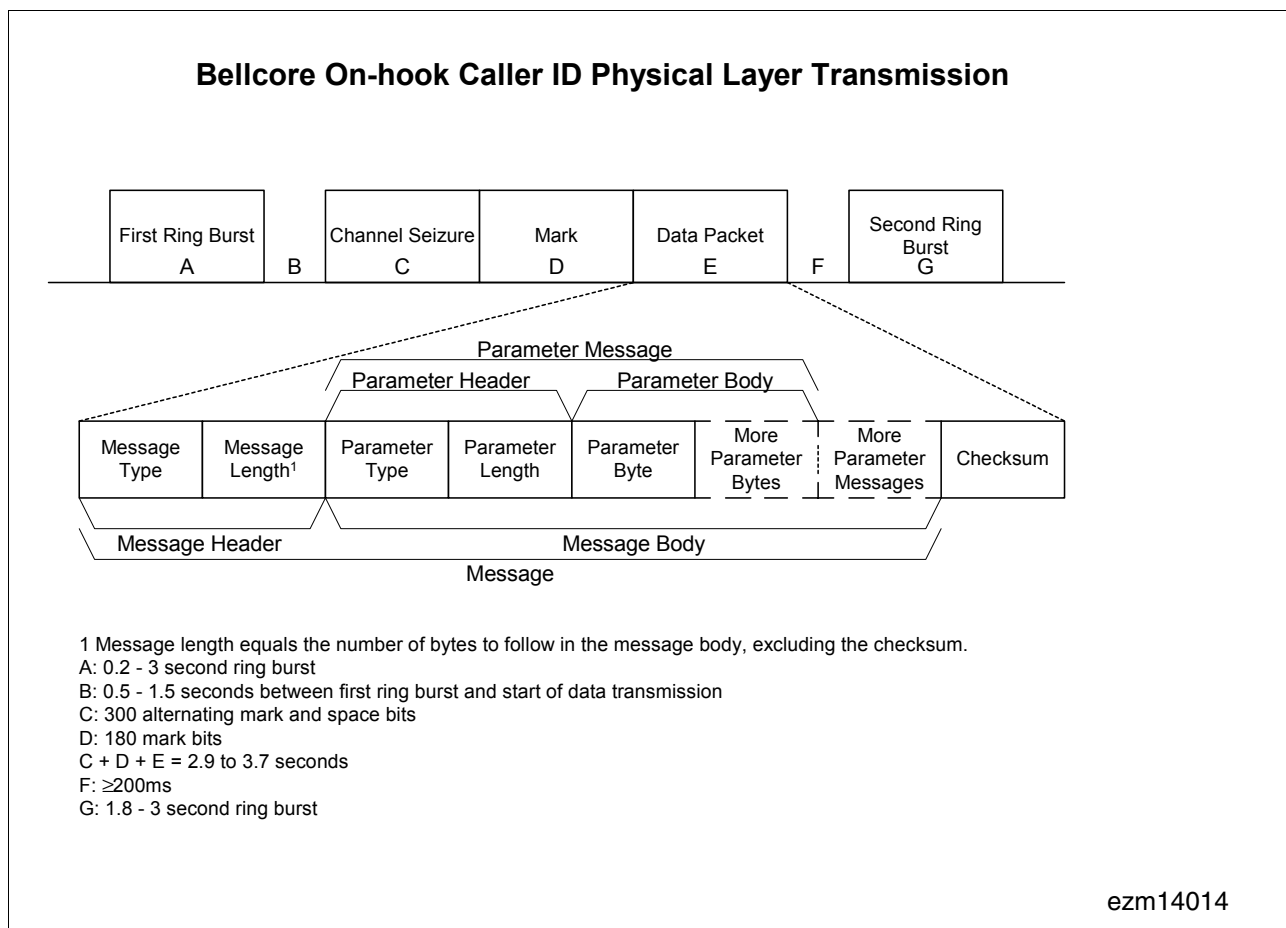 Bellcore On-hook Caller ID Physical Layer Transmission
First Ring Burst
A
B
Channel Seizure
C
Mark
D
Data Packet
E
F
Second Ring
Burst
G
Parameter Message
Parameter Header
Parameter Body
Message
Type
Message
Length1
Parameter
Type
Parameter
Length
Parameter
Byte
More
Parameter
Bytes
More
Parameter
Messages
Checksum
Message Header
Message Body
Message
1 Message length equals the number of bytes to follow in the message body, excluding the checksum.
A: 0.2 - 3 second ring burst
B: 0.5 - 1.5 seconds between first ring burst and start of data transmission
C: 300 alternating mark and space bits
D: 180 mark bits
C + D + E = 2.9 to 3.7 seconds
F: ≥200ms
G: 1.8 - 3 second ring burst
ezm14014